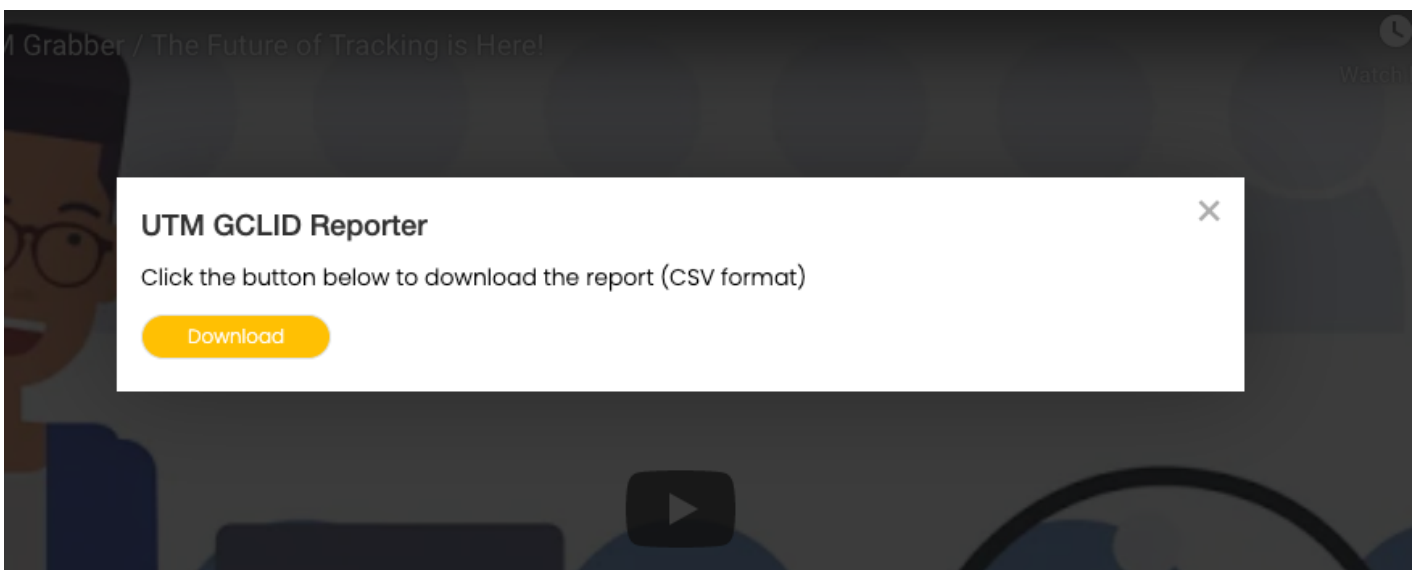 Grabber / The Future of Tracking is Here!
Watch
UTM GCLID Reporter
Click the button below to download the report (CSV format)
Download